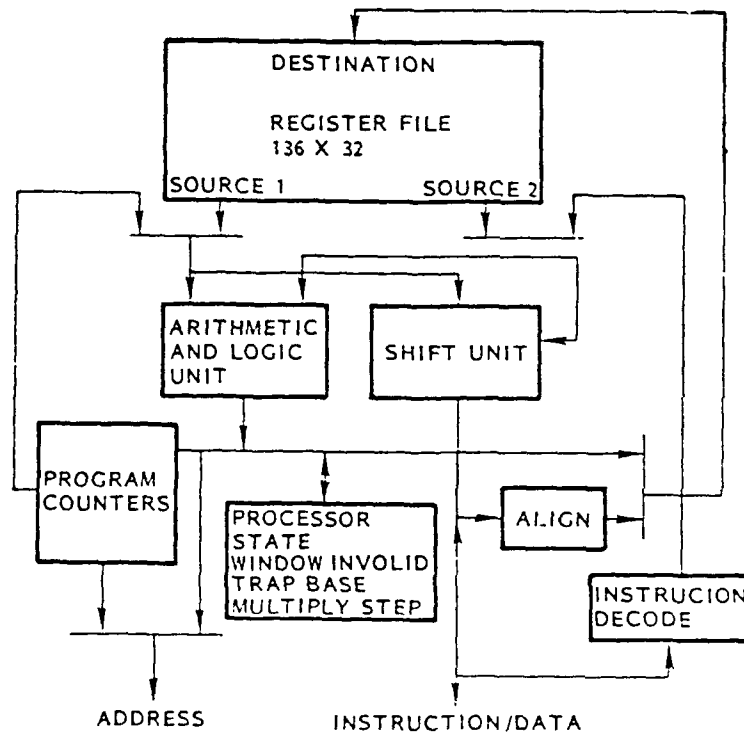 DESTINATION
REGISTER FILE
136 X 32
SOURCE 1
SOURCE 2
ARITHMETIC
AND LOGIC
UNIT
SHIFT UNIT
PROGRAM
COUNTERS
PROCESSOR
STATE
WINDOW INVOLID
TRAP BASE
MULTIPLY STEP
ALIGN
INSTRUCION
DECODE
ADDRESS
INSTRUCTION/DATA